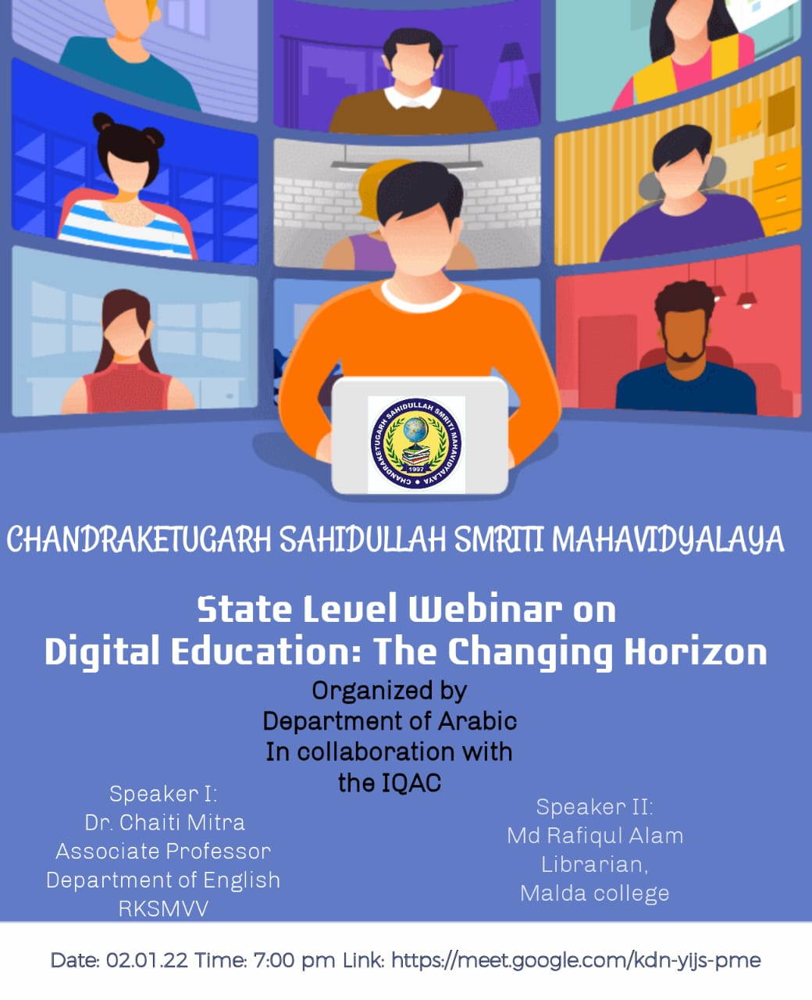 CHANDRAKETUGARH SAHIDULLAH SMRITI MAHAVIDYALAYA
1997
CHANDRAKETUGARH SAHIDULLAH SMRITI MAHAVIDYALAYA
State Level Webinar on
Digital Education: The Changing Horizon
Organized by
Department of Arabic
In collaboration with
the IQAC
Speaker I:
Dr. Chaiti Mitra
Associate Professor
Department of English
RKSMVV
Speaker II:
Md Rafiqul Alam
Librarian,
Malda college
Date: 02.01.22 Time: 7:00 pm Link: https://meet.google.com/kdn-yijs-pme